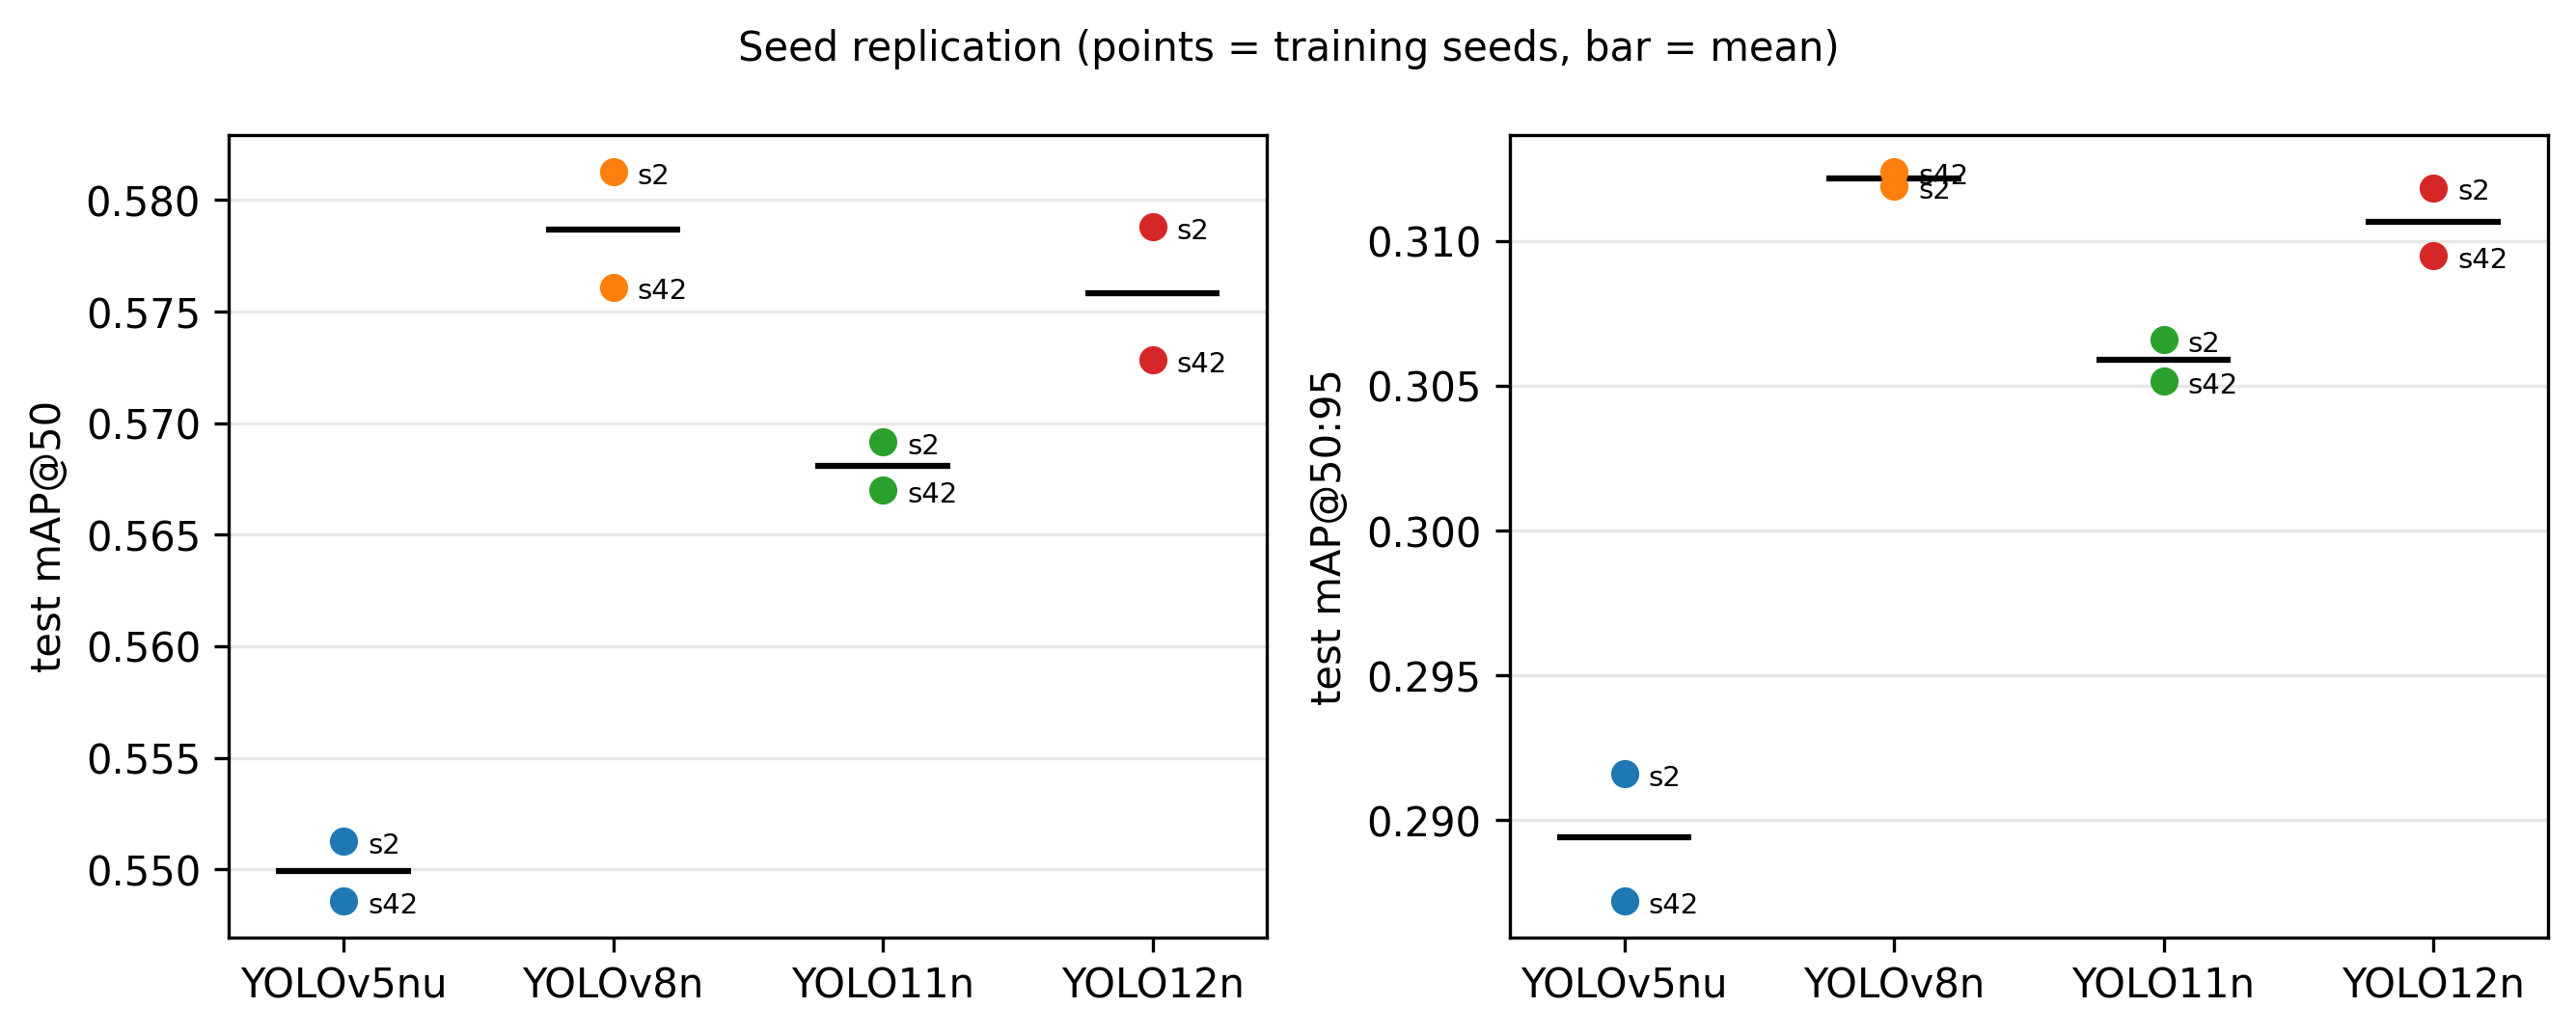 Seed replication (points = training seeds, bar = mean)
test mAP@50
0.580
0.575
0.570
0.565
0.560
0.555
0.550
s2
s42
s2
s42
s2
s42
s2
s42
YOLOv5nu
YOLOv8n
YOLO11n
YOLO12n
test mAP@50:95
0.310
0.305
0.300
0.295
0.290
s2
s42
s42
s2
s2
s42
s2
s42
YOLOv5nu
YOLOv8n
YOLO11n
YOLO12n